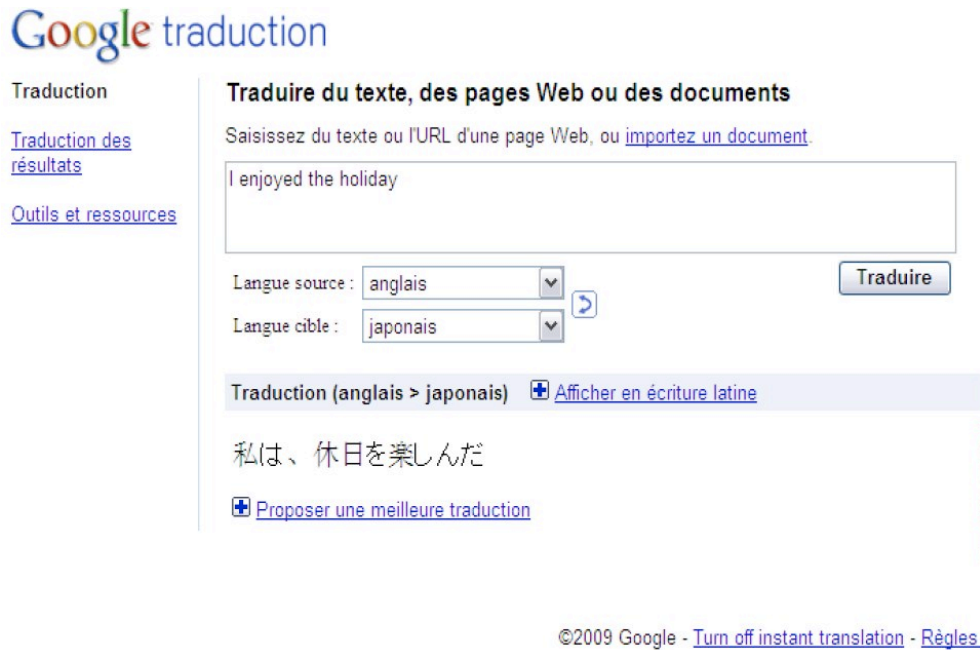 Google traduction
Traduction
Traduction des
résultats
Outils et ressources
Traduire du texte, des pages Web ou des documents
Saisissez du texte ou l'URL d'une page Web, ou importez un document.
I enjoyed the holiday
Langue source : anglais
Traduire
Langue cible : japonais
Traduction (anglais > japonais) Afficher en écriture latine
私は、休日を楽しんだ
Proposer une meilleure traduction
©2009 Google - Turn off instant translation - Règles